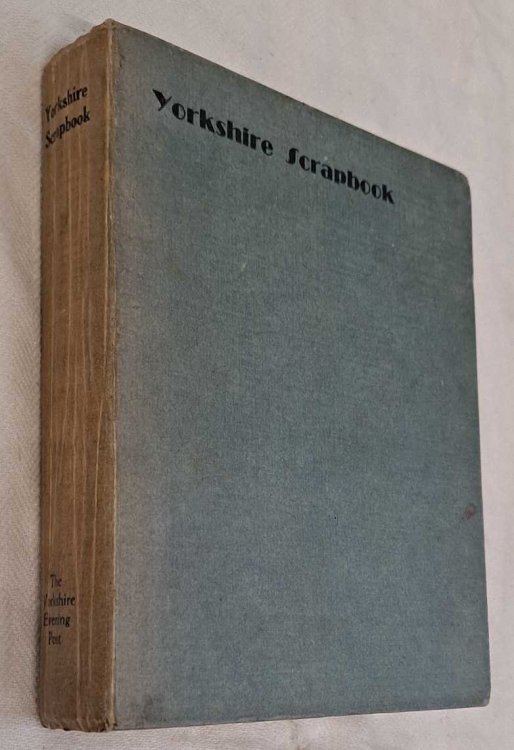 Yorkshire Scrapbook
Yorkshire
Scrapbook
The
Yorkshire
Evening
Post